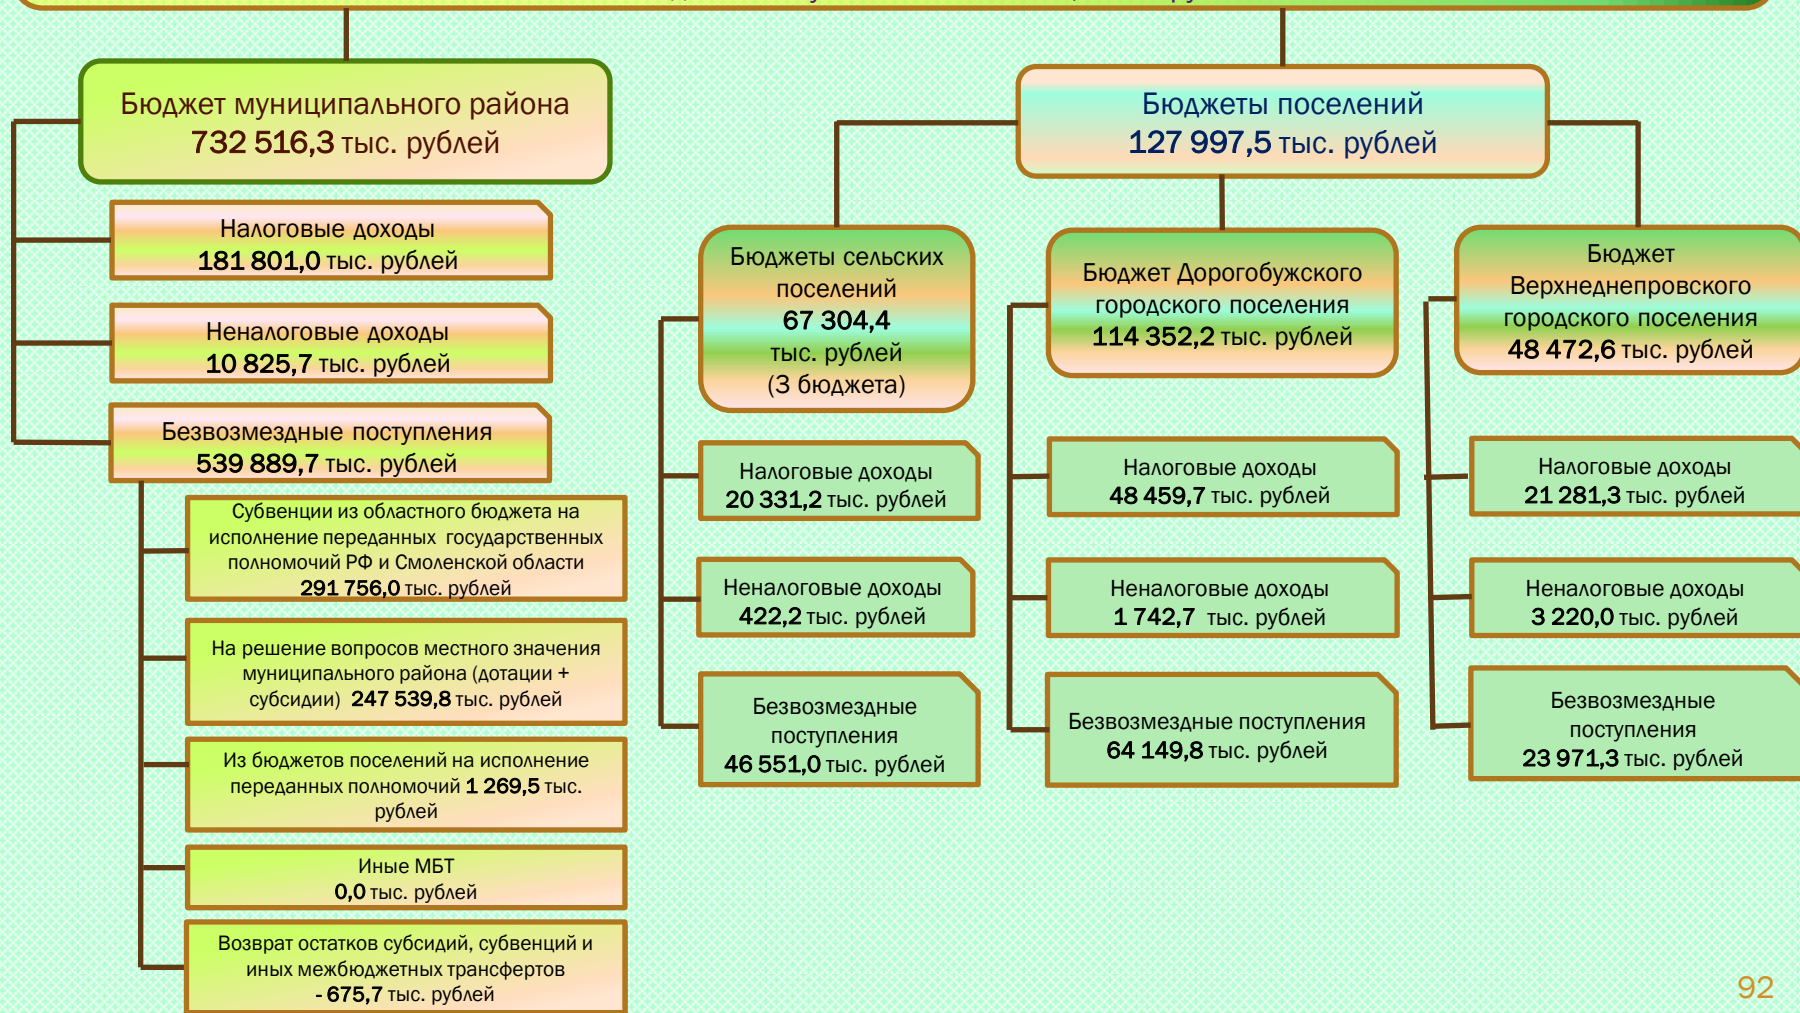 Бюджет муниципального района
732 516,3 тыс. рублей
Налоговые доходы
181 801,0 тыс. рублей
Неналоговые доходы
10 825,7 тыс. рублей
Безвозмездные поступления
539 889,7 тыс. рублей
Субвенции из областного бюджета на
исполнение переданных государственных
полномочий РФ и Смоленской области
291 756,0 тыс. рублей
На решение вопросов местного значения
муниципального района (дотации +
субсидии) 247 539,8 тыс. рублей
Из бюджетов поселений на исполнение
переданных полномочий 1 269,5 тыс.
рублей
Иные МБТ
0,0 тыс. рублей
Возврат остатков субсидий, субвенций и
иных межбюджетных трансфертов
- 675,7 тыс. рублей
Бюджеты поселений
127 997,5 тыс. рублей
Бюджеты сельских
поселений
67 304,4
тыс. рублей
(3 бюджета)
Налоговые доходы
20 331,2 тыс. рублей
Неналоговые доходы
422,2 тыс. рублей
Безвозмездные
поступления
46 551,0 тыс. рублей
Бюджет Дорогобужского
городского поселения
114 352,2 тыс. рублей
Налоговые доходы
48 459,7 тыс. рублей
Неналоговые доходы
1 742,7 тыс. рублей
Безвозмездные поступления
64 149,8 тыс. рублей
Бюджет
Верхнеднепровского
городского поселения
48 472,6 тыс. рублей
Налоговые доходы
21 281,3 тыс. рублей
Неналоговые доходы
3 220,0 тыс. рублей
Безвозмездные
поступления
23 971,3 тыс. рублей
92